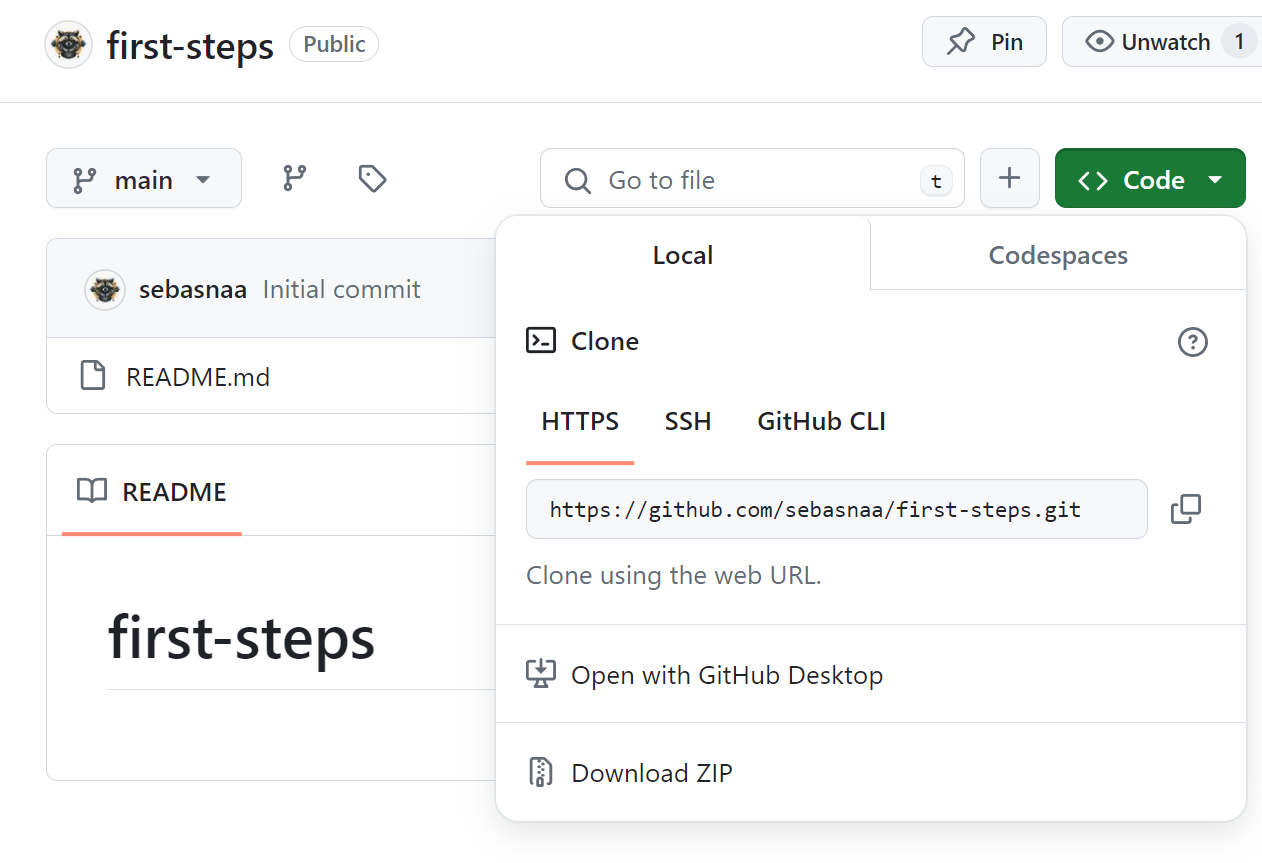 first-steps Public Pin Unwatch 1
main Go to file t + Code
Local Codespaces
sebasnaa Initial commit
Clone
README.md
HTTPS SSH GitHub CLI
README
https://github.com/sebasnaa/first-steps.git
Clone using the web URL.
first-steps
Open with GitHub Desktop
Download ZIP